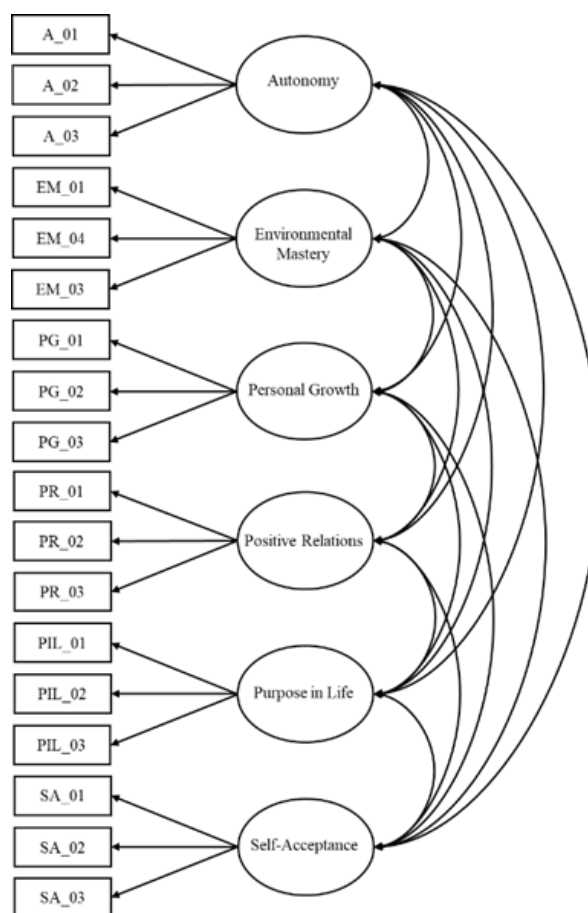 A_01
A_02
A_03
EM_01
EM_04
EM_03
PG_01
PG_02
PG_03
PR_01
PR_02
PR_03
PIL_01
PIL_02
PIL_03
SA_01
SA_02
SA_03
Autonomy
Environmental
Mastery
Personal Growth
Positive Relations
Purpose in Life
Self-Acceptance